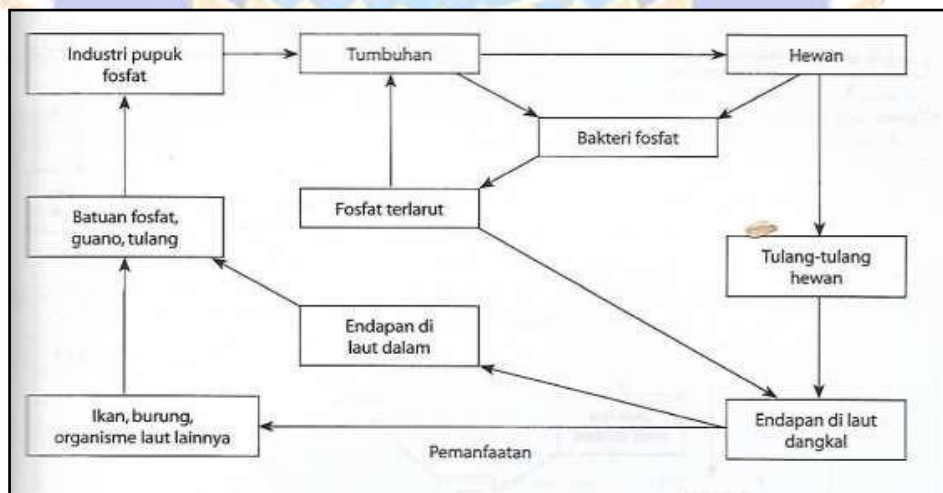 Industri pupuk
fosfat
Tumbuhan
Hewan
Bakteri fosfat
Batuan fosfat,
guano, tulang
Fosfat terlarut
Tulang-tulang
hewan
Endapan di
laut dalam
Ikan, burung,
organisme laut lainnya
Pemanfaatan
Endapan di laut
dangkal